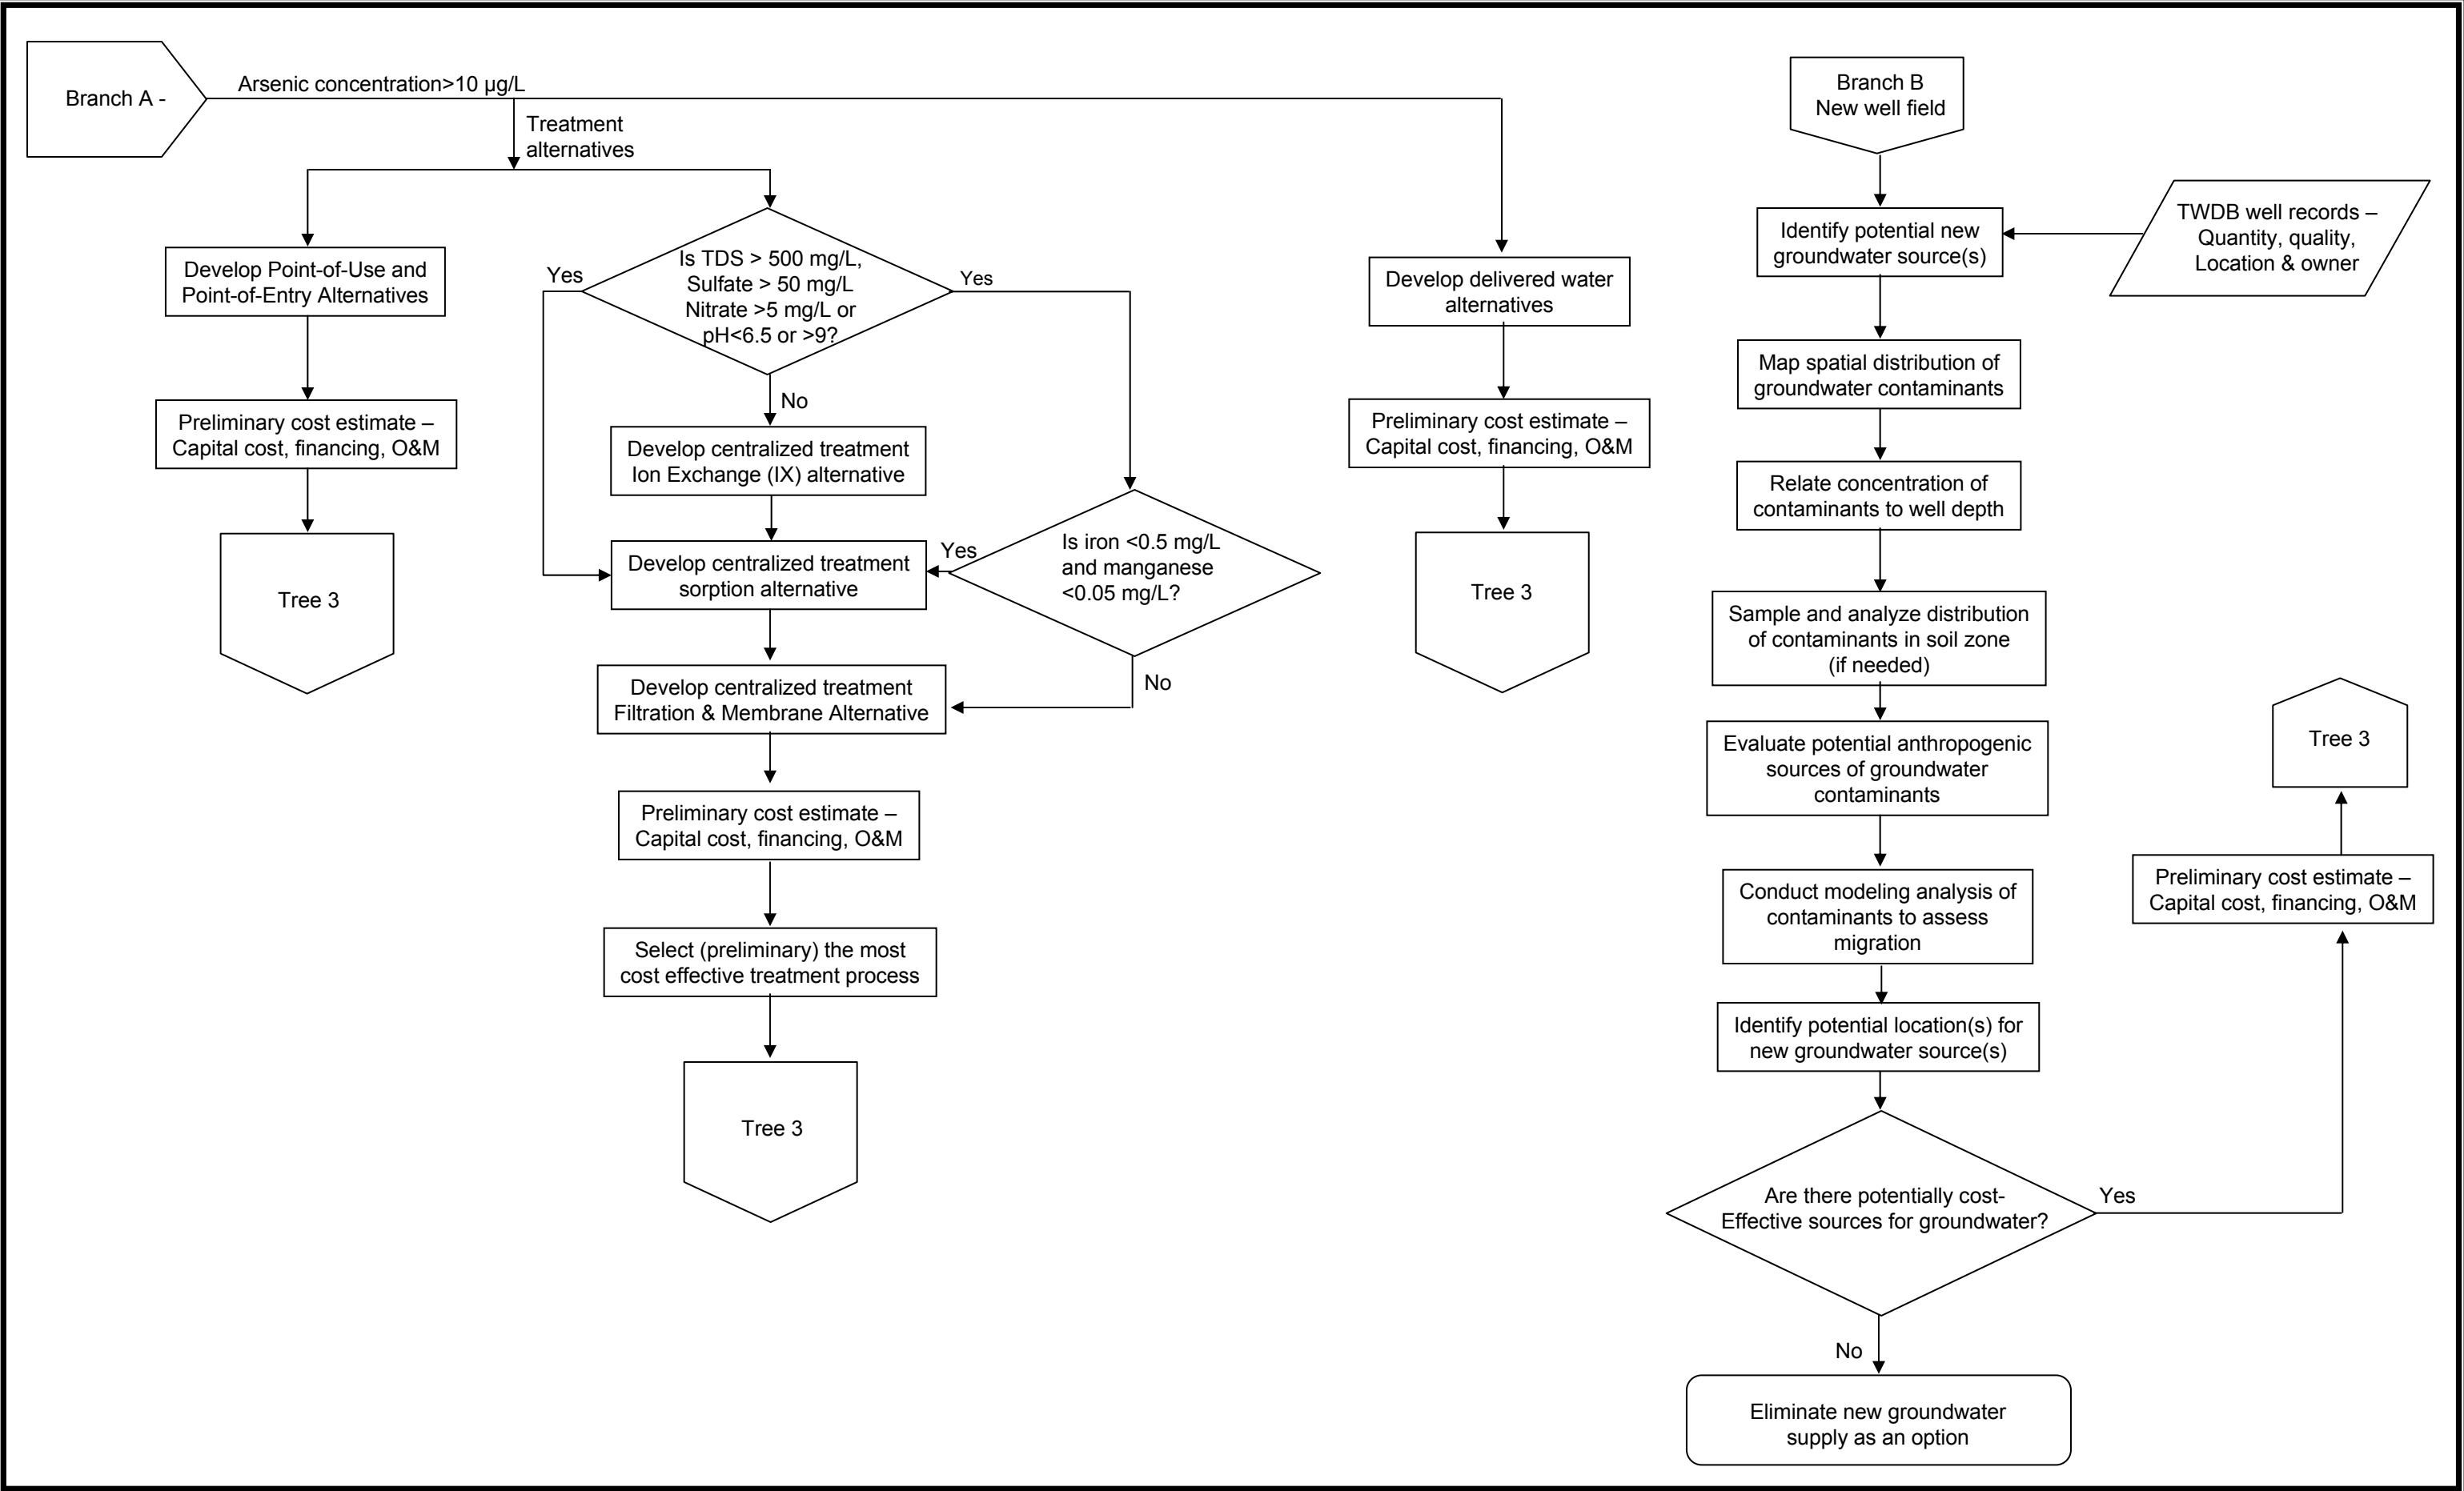 Branch A -
Arsenic concentration>10 µg/L
Treatment
alternatives
Develop Point-of-Use and
Point-of-Entry Alternatives
Preliminary cost estimate –
Capital cost, financing, O&M
Tree 3
Is TDS > 500 mg/L,
Sulfate > 50 mg/L
Nitrate >5 mg/L or
pH<6.5 or >9?
Yes
Yes
No
Develop centralized treatment
Ion Exchange (IX) alternative
Develop centralized treatment
sorption alternative
Yes
Is iron <0.5 mg/L
and manganese
<0.05 mg/L?
No
Develop centralized treatment
Filtration & Membrane Alternative
Preliminary cost estimate –
Capital cost, financing, O&M
Select (preliminary) the most
cost effective treatment process
Tree 3
Develop delivered water
alternatives
Preliminary cost estimate –
Capital cost, financing, O&M
Tree 3
Branch B
New well field
Identify potential new
groundwater source(s)
TWDB well records –
Quantity, quality,
Location & owner
Map spatial distribution of
groundwater contaminants
Relate concentration of
contaminants to well depth
Sample and analyze distribution
of contaminants in soil zone
(if needed)
Evaluate potential anthropogenic
sources of groundwater
contaminants
Conduct modeling analysis of
contaminants to assess
migration
Identify potential location(s) for
new groundwater source(s)
Are there potentially cost-
Effective sources for groundwater?
Yes
Preliminary cost estimate –
Capital cost, financing, O&M
Tree 3
No
Eliminate new groundwater
supply as an option